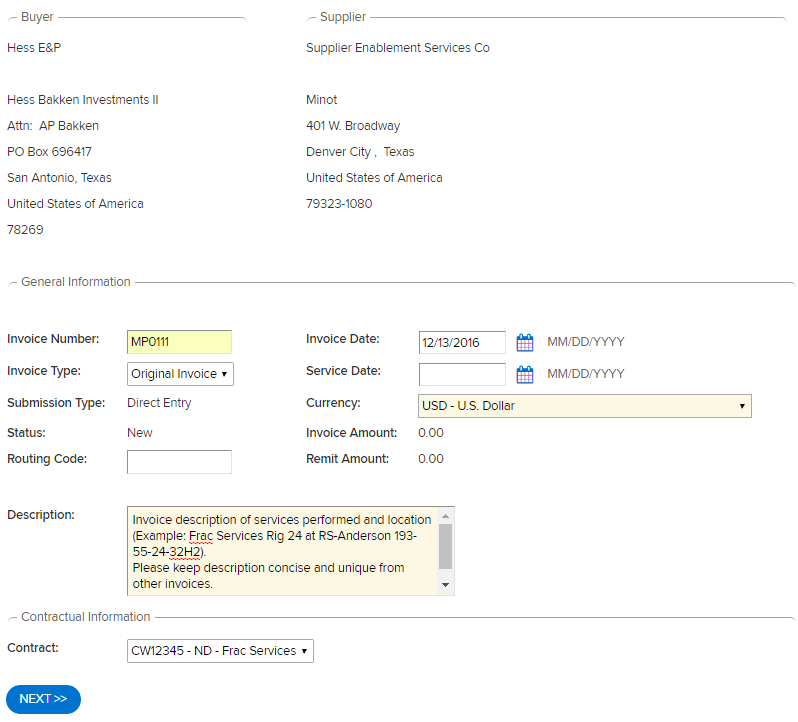 Buyer
Hess E&P
Hess Bakken Investments II
Attn:  AP Bakken
PO Box 696417
San Antonio, Texas
United States of America
78269
Supplier
Supplier Enablement Services Co
Minot
401 W. Broadway
Denver City ,  Texas
United States of America
79323-1080
General Information
Invoice Number: MP0111
Invoice Date: 12/13/2016 MM/DD/YYYY
Invoice Type: Original Invoice
Service Date: MM/DD/YYYY
Submission Type: Direct Entry
Currency: USD - U.S. Dollar
Status: New
Invoice Amount: 0.00
Routing Code:
Remit Amount: 0.00
Description:
Invoice description of services performed and location
(Example: Frac Services Rig 24 at RS-Anderson 193-
55-24-32H2).
Please keep description concise and unique from
other invoices.
Contractual Information
Contract: CW12345 - ND - Frac Services
NEXT >>